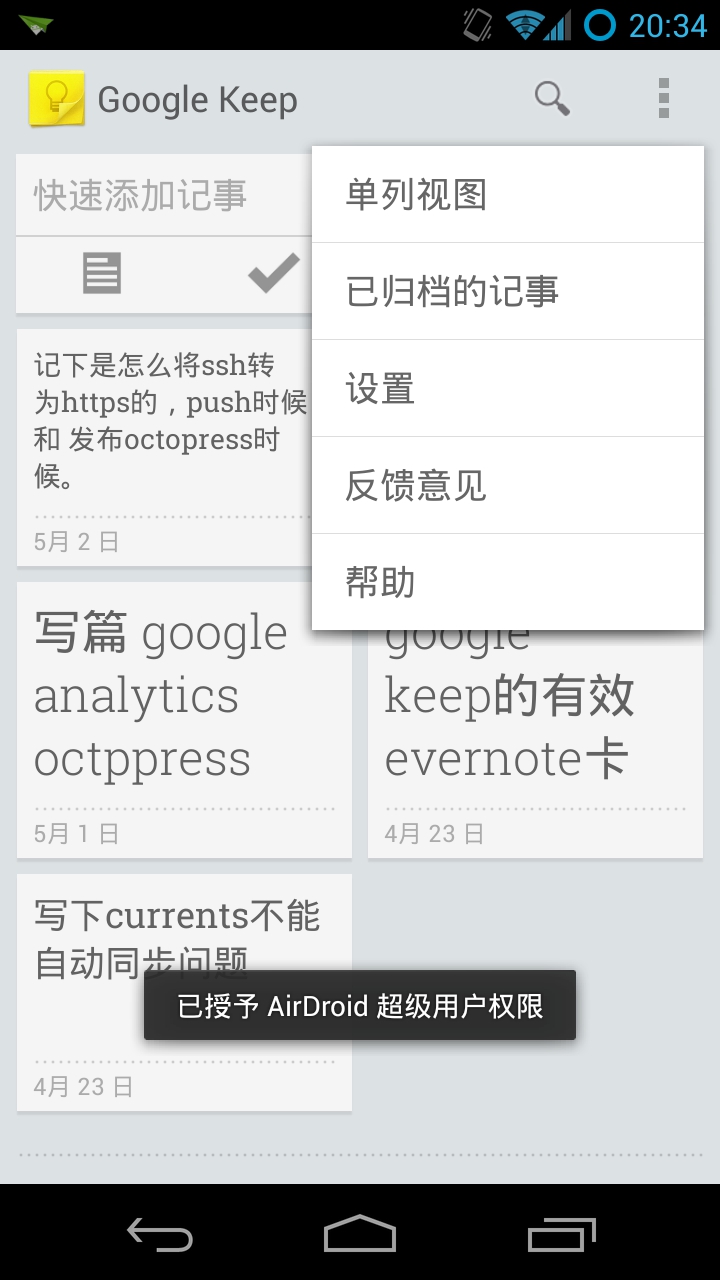 20:34
Google Keep
快速添加记事
单列视图
已归档的记事
设置
反馈意见
帮助
记下是怎么将ssh转
为https的，push时候
和 发布octopress时
候。
5月 2 日
写篇 google
analytics
octppress
5月 1 日
google
keep的有效
evernote卡
4月 23 日
写下currents不能
自动同步问题
4月 23 日
已授予 AirDroid 超级用户权限